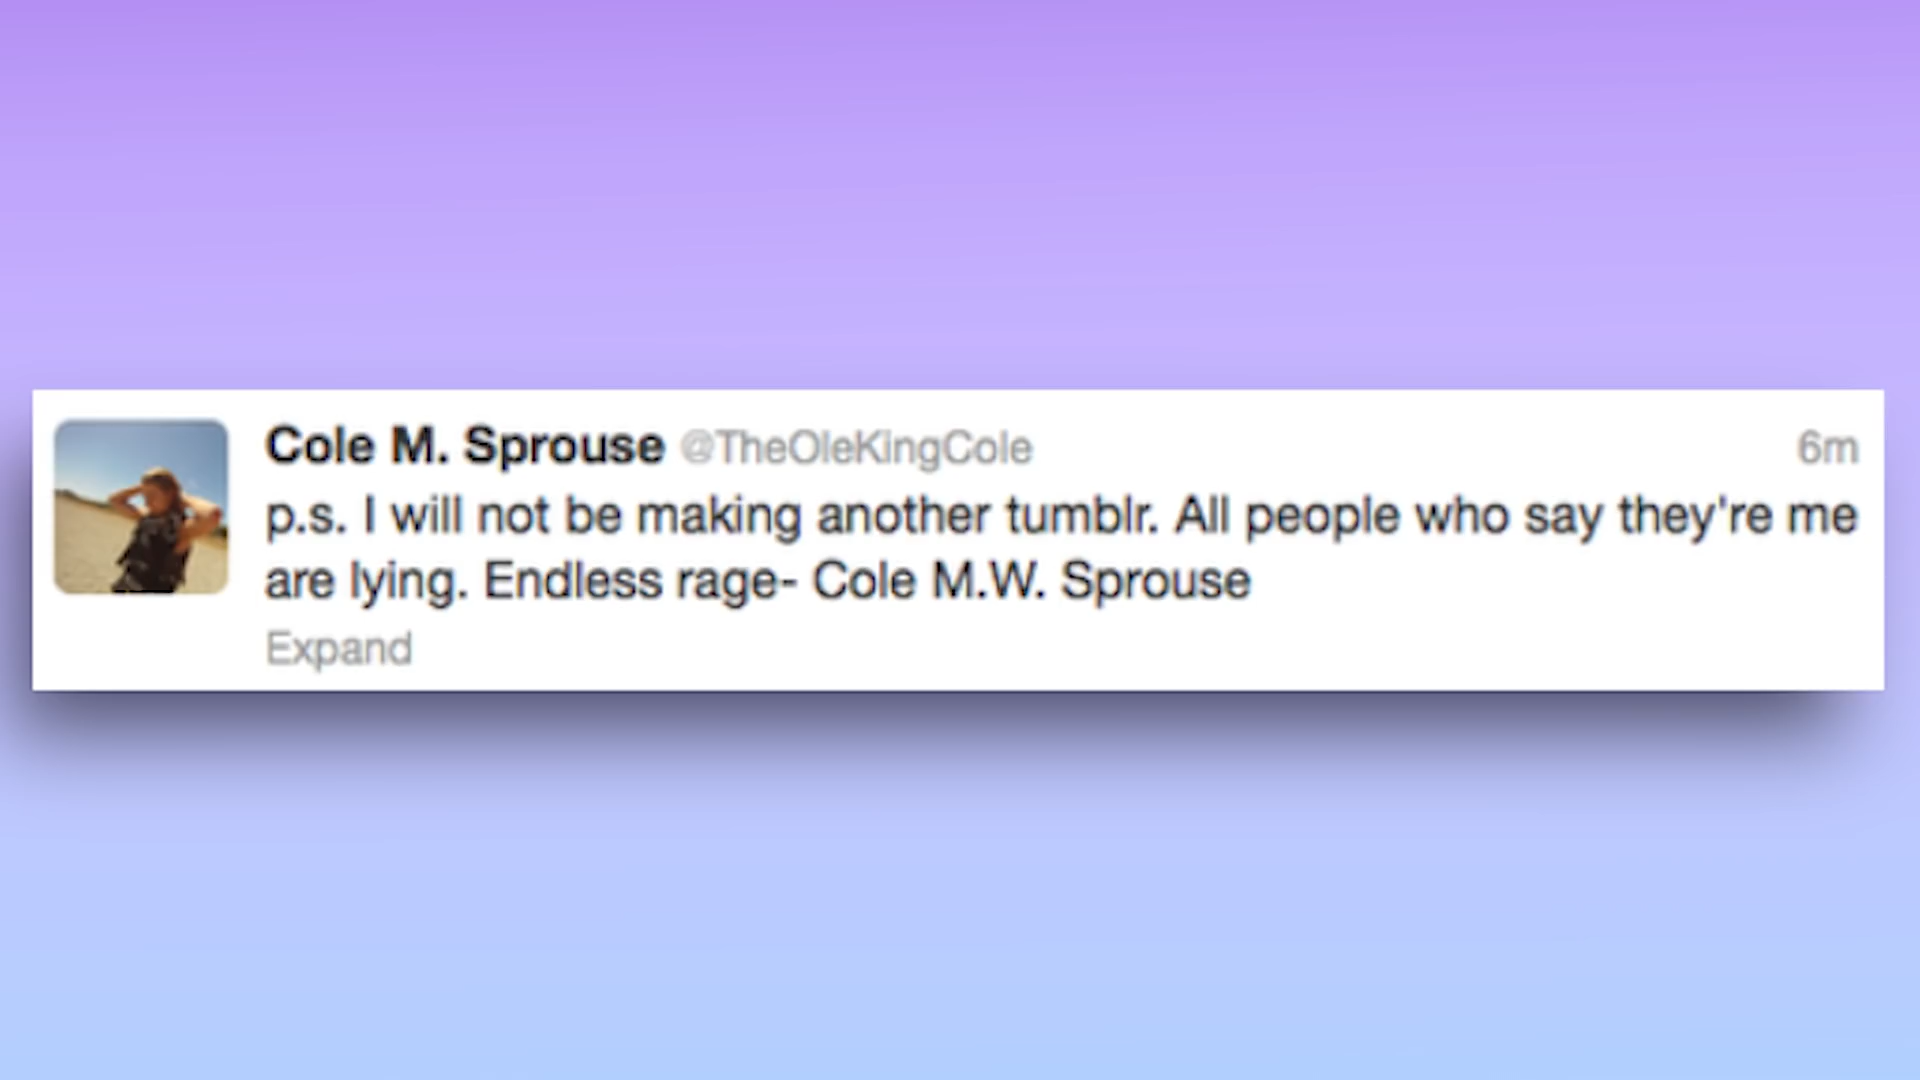 Cole M. Sprouse @TheOleKingCole 6m
p.s. I will not be making another tumblr. All people who say they're me
are lying. Endless rage- Cole M.W. Sprouse
Expand